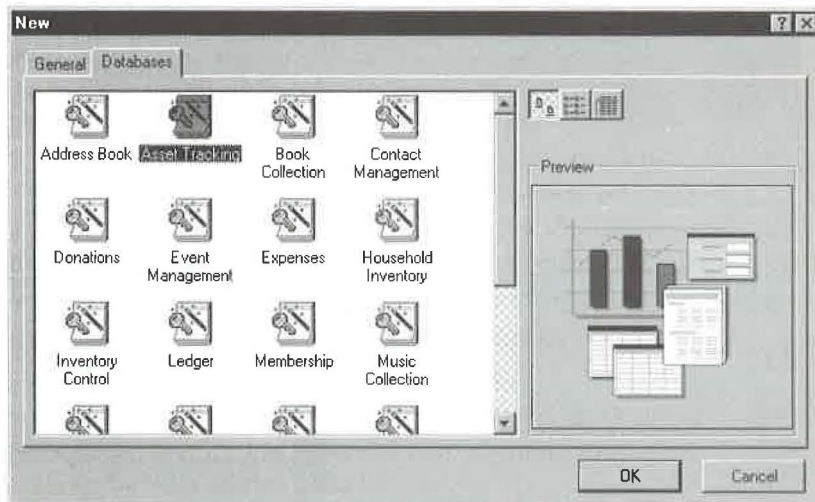 New
General Databases
Address Book Asset Tracking Book Collection Contact Management
Donations Event Management Expenses Household Inventory
Inventory Control Ledger Membership Music Collection
Preview
OK Cancel